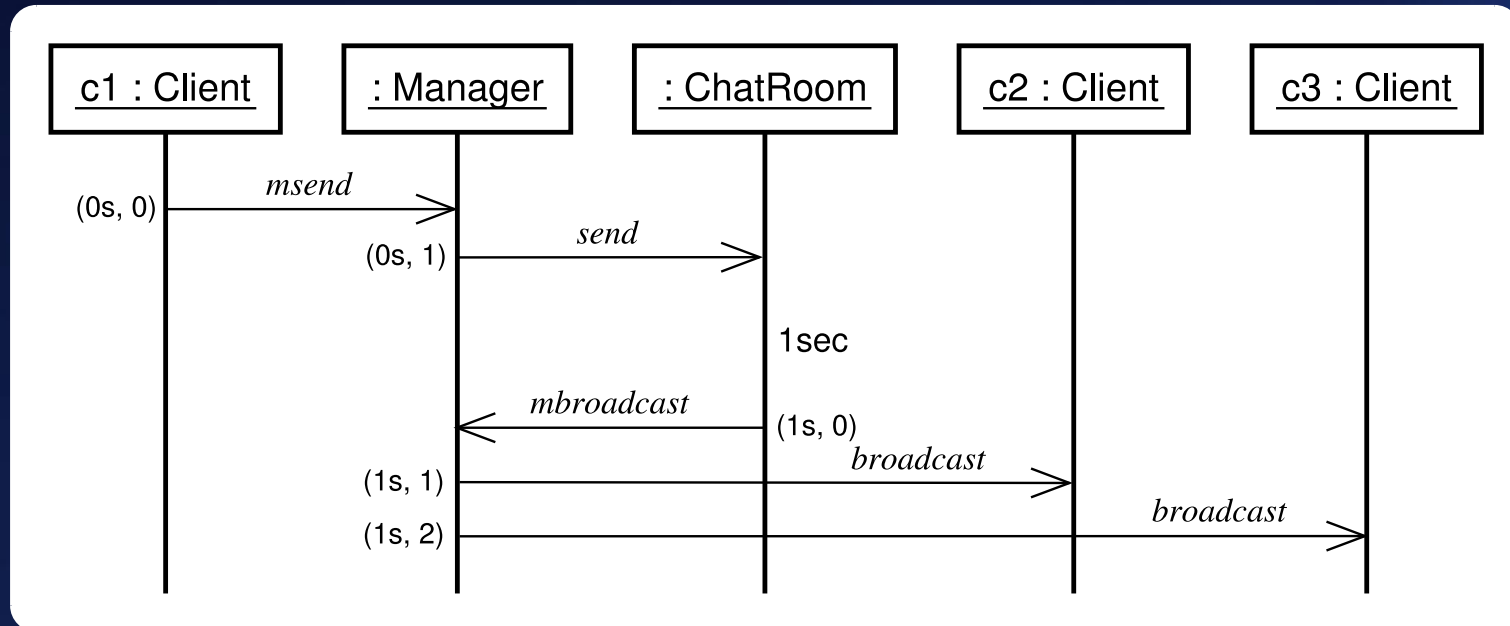 c1 : Client
: Manager
: ChatRoom
c2 : Client
c3 : Client
msend
(0s, 0)
send
(0s, 1)
1sec
mbroadcast
(1s, 0)
broadcast
(1s, 1)
broadcast
(1s, 2)